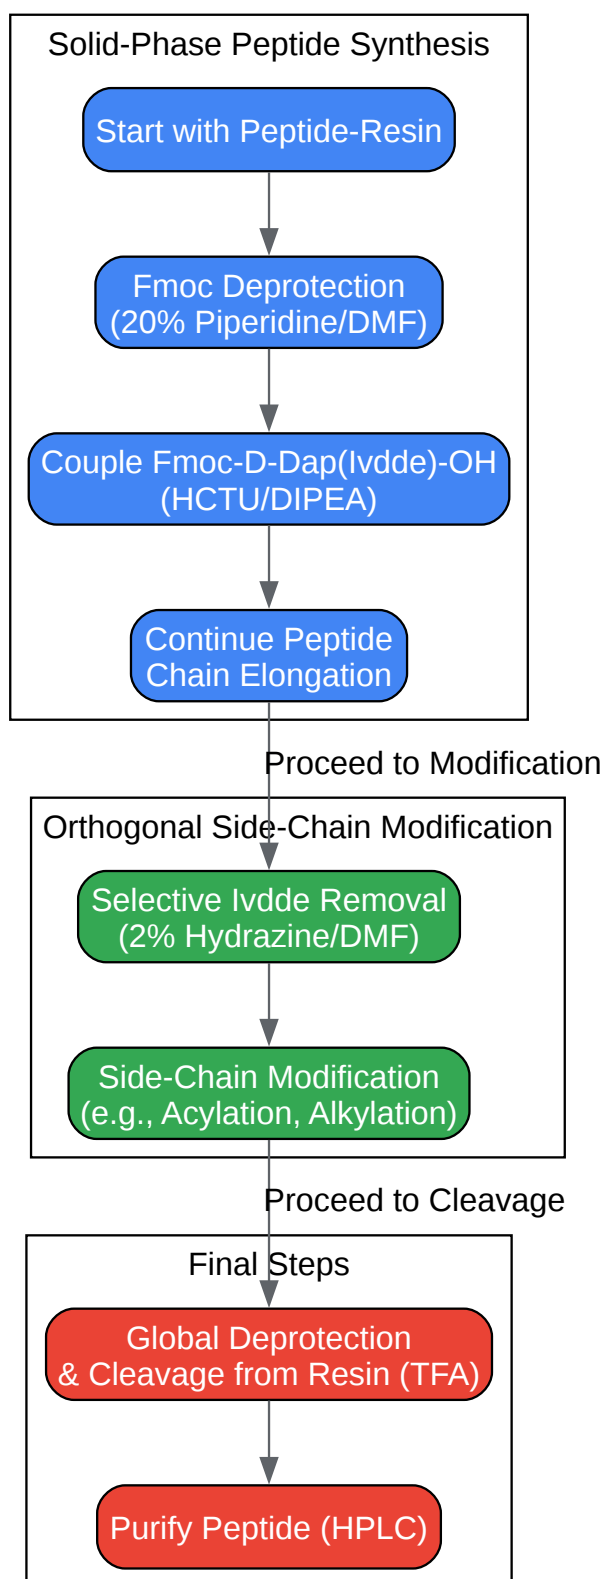 Solid-Phase Peptide Synthesis
Start with Peptide-Resin
Fmoc Deprotection
(20% Piperidine/DMF)
Couple Fmoc-D-Dap(Ivdde)-OH
(HCTU/DIPEA)
Continue Peptide
Chain Elongation
Proceed to Modification
Orthogonal Side-Chain Modification
Selective Ivdde Removal
(2% Hydrazine/DMF)
Side-Chain Modification
(e.g., Acylation, Alkylation)
Proceed to Cleavage
Final Steps
Global Deprotection
& Cleavage from Resin (TFA)
Purify Peptide (HPLC)